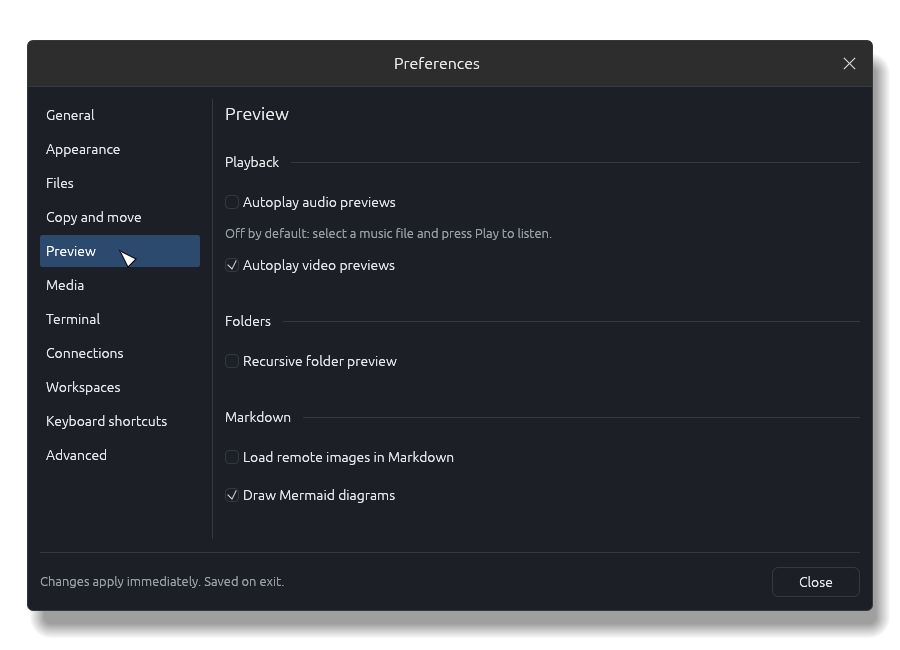 Preferences
General
Appearance
Files
Copy and move
Preview
Media
Terminal
Connections
Workspaces
Keyboard shortcuts
Advanced
Preview
Playback
Autoplay audio previews
Off by default: select a music file and press Play to listen.
Autoplay video previews
Folders
Recursive folder preview
Markdown
Load remote images in Markdown
Draw Mermaid diagrams
Changes apply immediately. Saved on exit.
Close